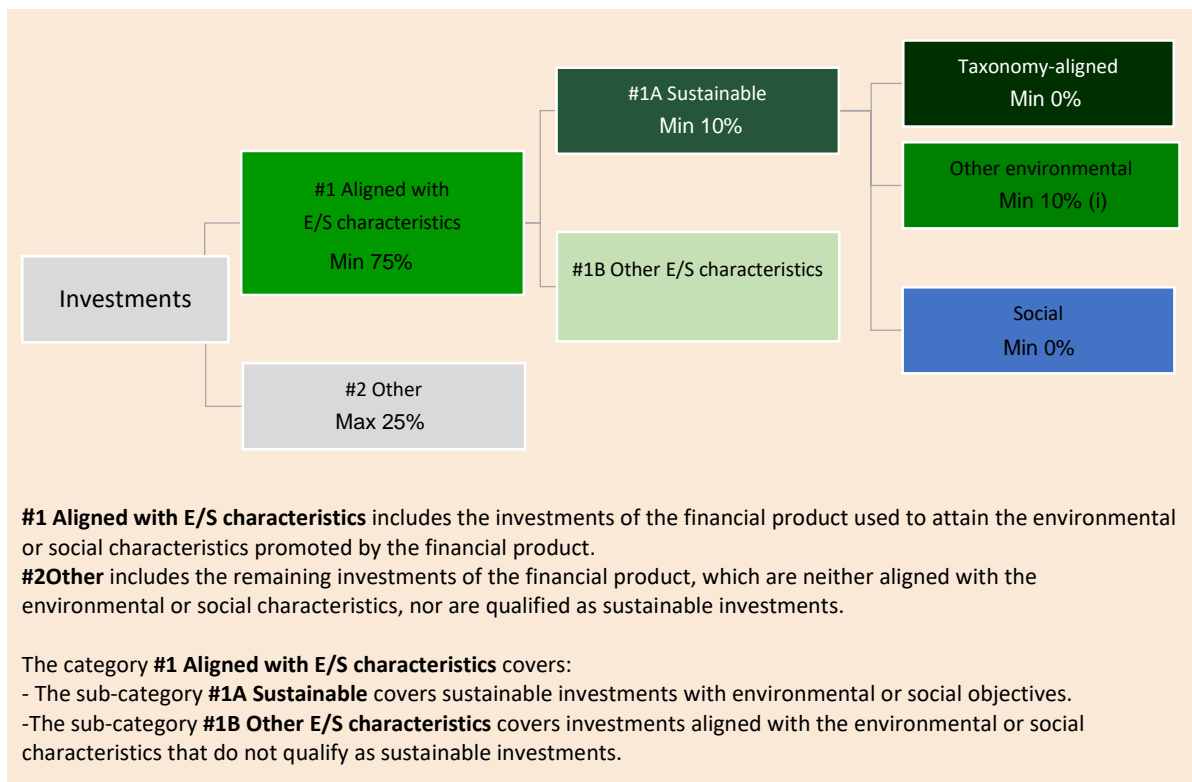 Investments
#1 Aligned with
E/S characteristics
Min 75%
#2 Other
Max 25%
#1A Sustainable
Min 10%
#1B Other E/S characteristics
Taxonomy-aligned
Min 0%
Other environmental
Min 10% (i)
Social
Min 0%
#1 Aligned with E/S characteristics includes the investments of the financial product used to attain the environmental
or social characteristics promoted by the financial product.
#2Other includes the remaining investments of the financial product, which are neither aligned with the
environmental or social characteristics, nor are qualified as sustainable investments.
The category #1 Aligned with E/S characteristics covers:
- The sub-category #1A Sustainable covers sustainable investments with environmental or social objectives.
-The sub-category #1B Other E/S characteristics covers investments aligned with the environmental or social
characteristics that do not qualify as sustainable investments.